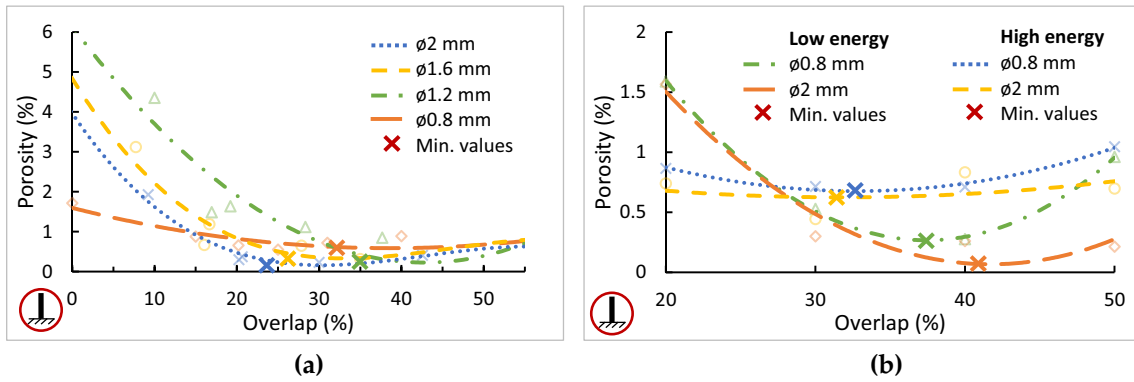 6
5
4
3
2
1
0
Porosity (%)
0 10 20 30 40 50
Overlap (%)
ø2 mm
ø1.6 mm
ø1.2 mm
ø0.8 mm
Min. values
(a)
2
1.5
1
0.5
0
Porosity (%)
20 30 40 50
Overlap (%)
Low energy
ø0.8 mm
ø2 mm
Min. values
High energy
ø0.8 mm
ø2 mm
Min. values
(b)